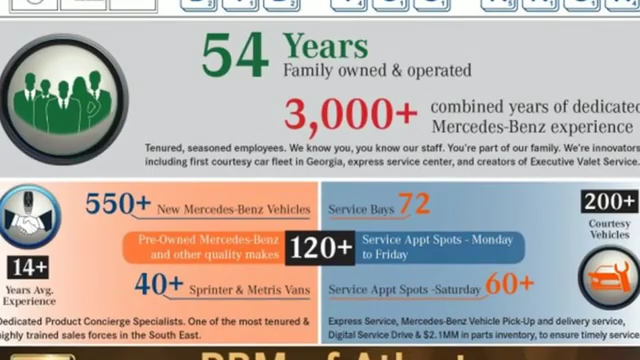 54 Years
Family owned & operated
3,000+ combined years of dedicated
Mercedes-Benz experience
Tenured, seasoned employees. We know you, you know our staff. You're part of our family. We're innovators
including first courtesy car fleet in Georgia, express service center, and creators of Executive Valet Service.
550+ New Mercedes-Benz Vehicles
Pre-Owned Mercedes-Benz
and other quality makes
120+
40+ Sprinter & Metris Vans
14+
Years Avg.
Experience
Dedicated Product Concierge Specialists. One of the most tenured &
highly trained sales forces in the South East.
Service Bays 72
Service Appt Spots - Monday
to Friday
Service Appt Spots -Saturday 60+
200+
Courtesy
Vehicles
Express Service, Mercedes-Benz Vehicle Pick-Up and delivery service,
Digital Service Drive & $2.1MM in parts inventory, to ensure timely service